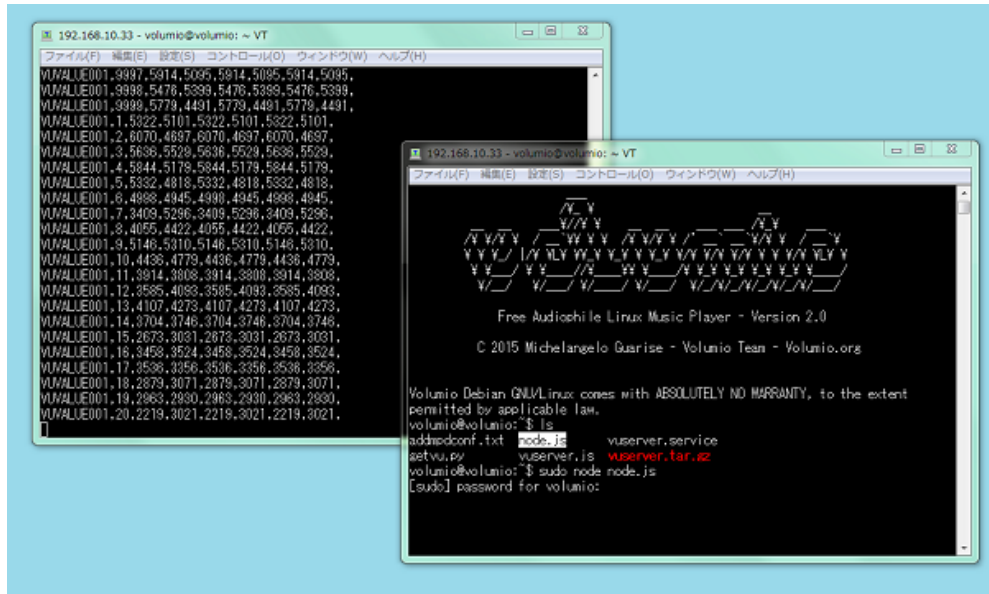 192.168.10.33 - volumio@volumio: ~ VT
ファイル(F) 編集(E) 設定(S) コントロール(O) ウィンドウ(W) ヘルプ(H)
VUVALUE001,9997,5914,5095,5914,5095,5914,5095,
VUVALUE001,9998,5476,5399,5476,5399,5476,5399,
VUVALUE001,9999,5779,4491,5779,4491,5779,4491,
VUVALUE001,1,5322,5101,5322,5101,5322,5101,
VUVALUE001,2,6070,4697,6070,4697,6070,4697,
VUVALUE001,3,5636,5529,5636,5529,5636,5529,
VUVALUE001,4,5844,5179,5844,5179,5844,5179,
VUVALUE001,5,5332,4818,5332,4818,5332,4818,
VUVALUE001,6,4998,4945,4998,4945,4998,4945,
VUVALUE001,7,3409,5296,3409,5296,3409,5296,
VUVALUE001,8,4055,4422,4055,4422,4055,4422,
VUVALUE001,9,5146,5310,5146,5310,5146,5310,
VUVALUE001,10,4436,4779,4436,4779,4436,4779,
VUVALUE001,11,3914,3808,3914,3808,3914,3808,
VUVALUE001,12,3585,4093,3585,4093,3585,4093,
VUVALUE001,13,4107,4273,4107,4273,4107,4273,
VUVALUE001,14,3704,3746,3704,3746,3704,3746,
VUVALUE001,15,2673,3031,2673,3031,2673,3031,
VUVALUE001,16,3458,3524,3458,3524,3458,3524,
VUVALUE001,17,3536,3356,3536,3356,3536,3356,
VUVALUE001,18,2879,3071,2879,3071,2879,3071,
VUVALUE001,19,2963,2930,2963,2930,2963,2930,
VUVALUE001,20,2219,3021,2219,3021,2219,3021,
192.168.10.33 - volumio@volumio: ~ VT
ファイル(F) 編集(E) 設定(S) コントロール(O) ウィンドウ(W) ヘルプ(H)
volumio
Free Audiophile Linux Music Player - Version 2.0
C 2015 Michelangelo Guarise - Volumio Team - Volumio.org
Volumio Debian GNU/Linux comes with ABSOLUTELY NO WARRANTY, to the extent
permitted by applicable law.
volumio@volumio:~$ ls
addmpdconf.txt node.js vuserver.service
getvu.py vuserver.js vuserver.tar.gz
volumio@volumio:~$ sudo node node.js
[sudo] password for volumio: